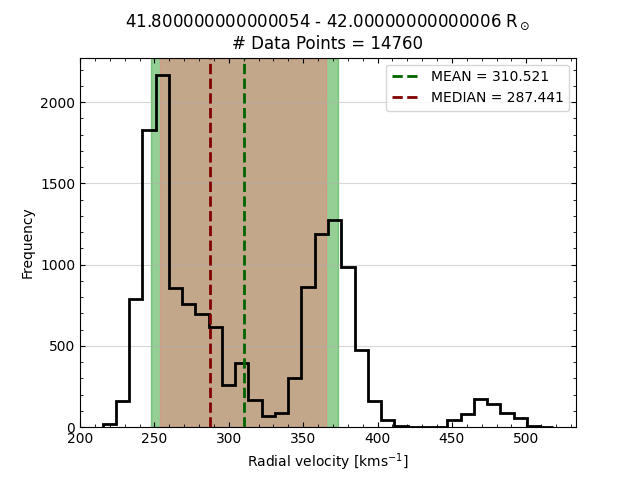 41.800000000000054 - 42.00000000000006 R⊙
# Data Points = 14760
MEAN = 310.521
MEDIAN = 287.441
2000
1500
1000
500
0
Frequency
200 250 300 350 400 450 500
Radial velocity [kms⁻¹]